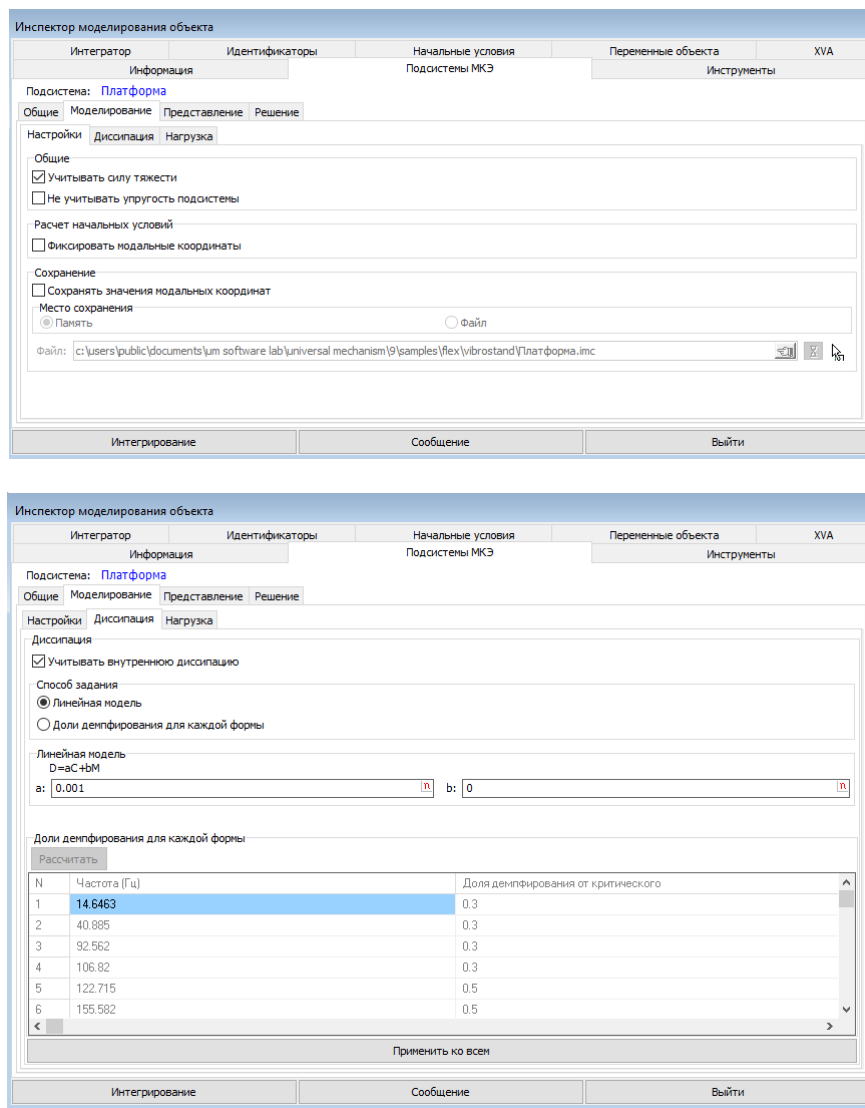 Инспектор моделирования объекта
Интегратор Идентификаторы Начальные условия Переменные объекта XVA
Информация Подсистемы МКЭ Инструменты
Подсистема: Платформа
Общие Моделирование Представление Решение
Настройки Диссипация Нагрузка
Общие
Учитывать силу тяжести
Не учитывать упругость подсистемы
Расчет начальных условий
Фиксировать модальные координаты
Сохранение
Сохранять значения модальных координат
Место сохранения
Память Файл
Файл: c:\users\public\documents\um software lab\universal mechanism\9\samples\flex\vibrostand\Платформа.imc
Интегрирование Сообщение Выйти
Инспектор моделирования объекта
Интегратор Идентификаторы Начальные условия Переменные объекта XVA
Информация Подсистемы МКЭ Инструменты
Подсистема: Платформа
Общие Моделирование Представление Решение
Настройки Диссипация Нагрузка
Диссипация
Учитывать внутреннюю диссипацию
Способ задания
Линейная модель
Доли демпфирования для каждой формы
Линейная модель
D=aC+bM
a: 0.001 n b: 0 n
Доли демпфирования для каждой формы
Рассчитать
N Частота (Гц) Доля демпфирования от критического
1 14.6463 0.3
2 40.885 0.3
3 92.562 0.3
4 106.82 0.3
5 122.715 0.5
6 155.582 0.5
Применить ко всем
Интегрирование Сообщение Выйти